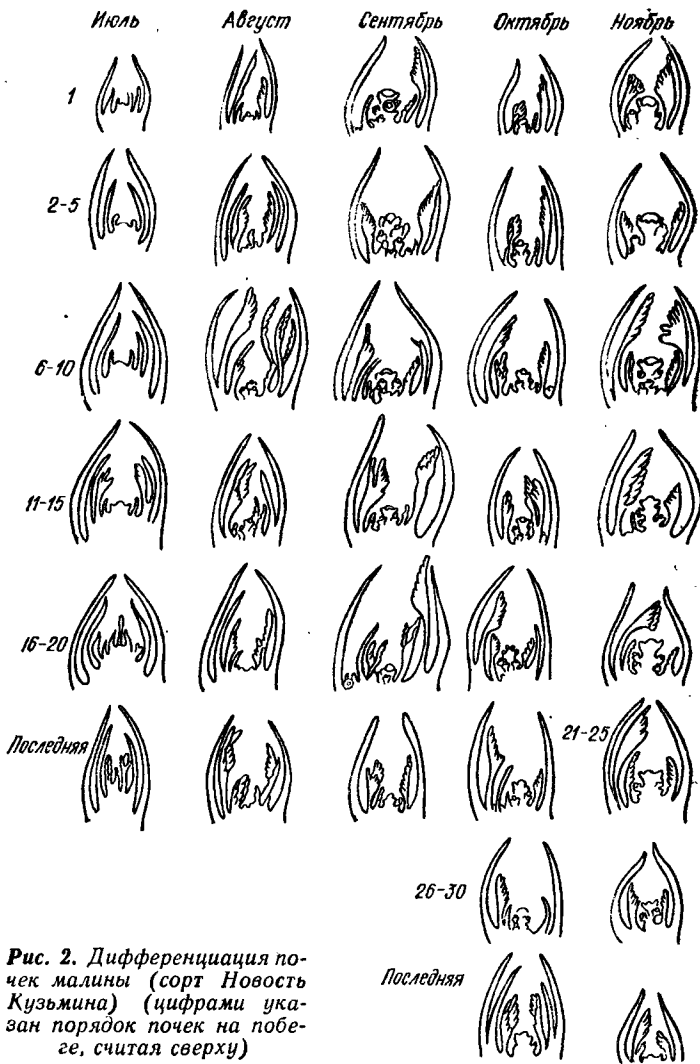 Июль Август Сентябрь Октябрь Ноябрь
1
2-5
6-10
11-15
16-20
Последняя
21-25
26-30
Последняя
Рис. 2. Дифференциация по-
чек малины (сорт Новость
Кузьмина) (цифрами ука-
зан порядок почек на побе-
ге, считая сверху)